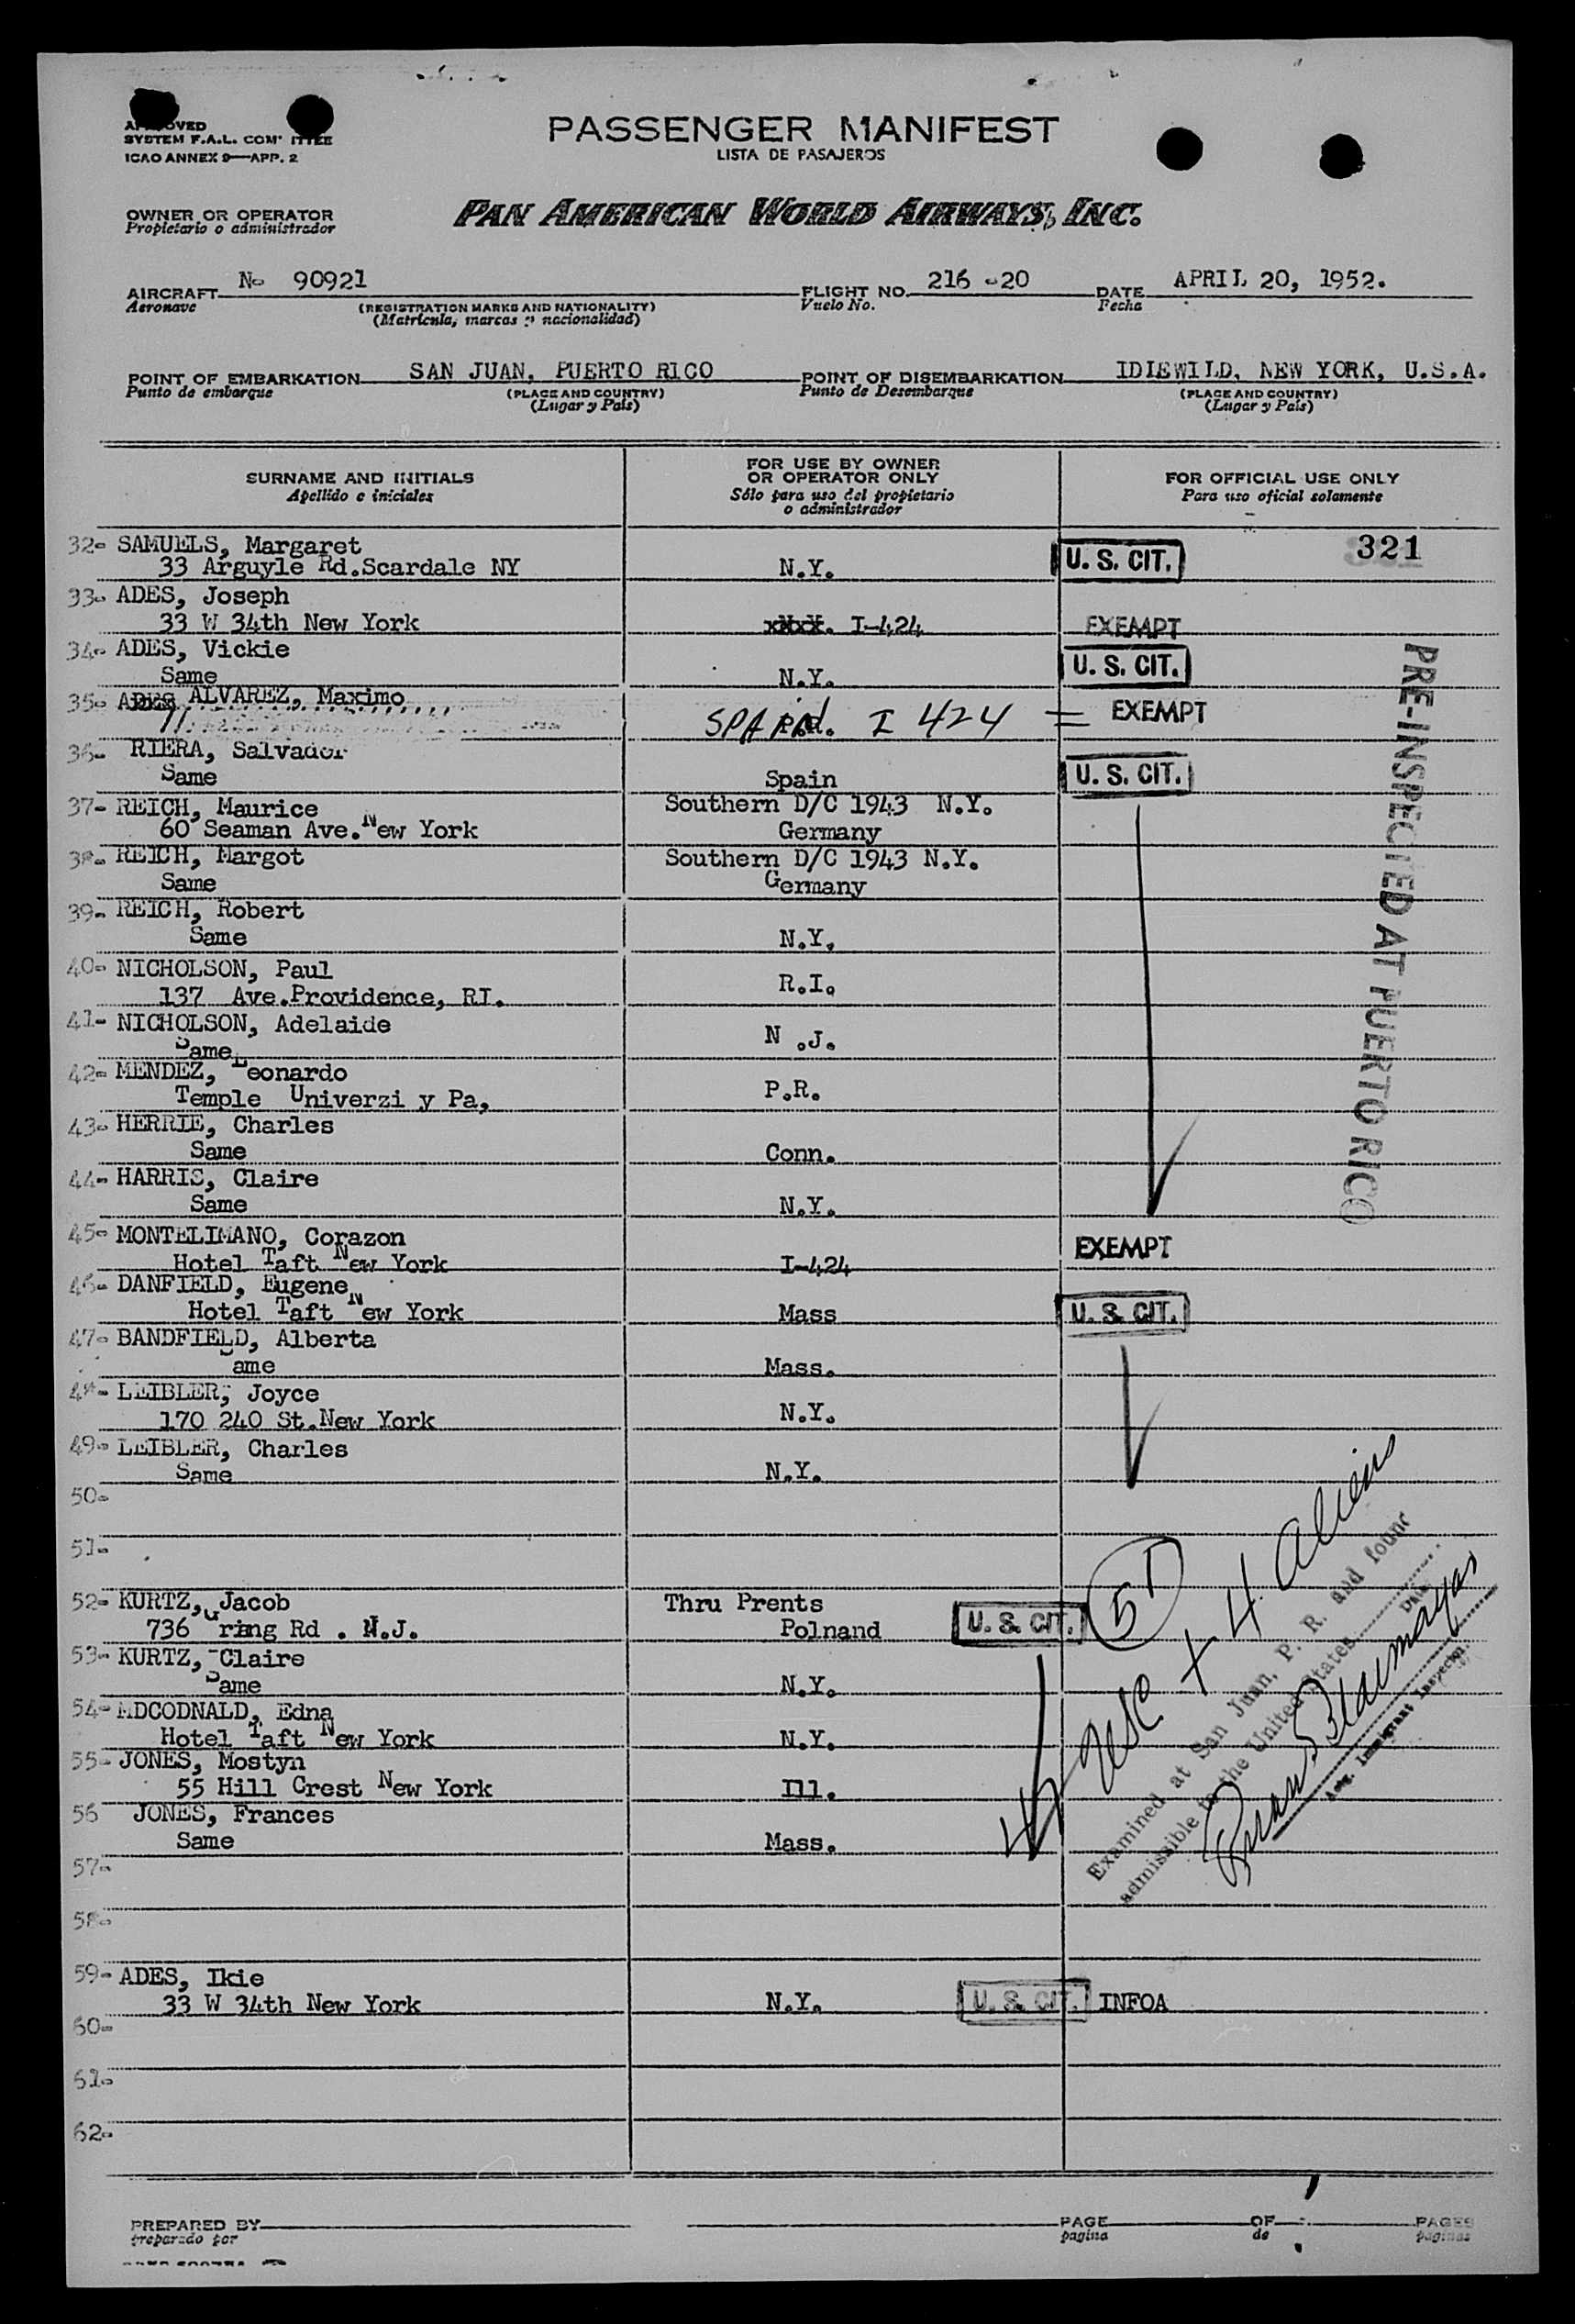 APPROVED
SYSTEM F.A.L. COMMITTEE
ICAO ANNEX 9—APP. 2
PASSENGER MANIFEST
LISTA DE PASAJEROS
OWNER OR OPERATOR
Propietario o administrador
PAN AMERICAN WORLD AIRWAYS, INC.
AIRCRAFT No 90921
Aeronave
(REGISTRATION MARKS AND NATIONALITY)
(Matrícula, marcas y nacionalidad)
FLIGHT NO. 216 -20
Vuelo No.
DATE APRIL 20, 1952.
Fecha
POINT OF EMBARKATION SAN JUAN, PUERTO RICO
Punto de embarque
(PLACE AND COUNTRY)
(Lugar y País)
POINT OF DISEMBARKATION IDIEWILD, NEW YORK, U.S.A.
Punto de Desembarque
(PLACE AND COUNTRY)
(Lugar y País)
SURNAME AND INITIALS
Apellido e iniciales
FOR USE BY OWNER
OR OPERATOR ONLY
Sólo para uso del propietario
o administrador
FOR OFFICIAL USE ONLY
Para uso oficial solamente
32- SAMUELS, Margaret 321
33 Arguyle Rd.Scardale NY N.Y. U. S. CIT.
33- ADES, Joseph
33 W 34th New York I-424 EXEMPT
34- ADES, Vickie
Same N.Y. U. S. CIT.
35- ALVAREZ, Maximo
SPAIN. I 424 = EXEMPT
36- RIERA, Salvador
Same Spain U. S. CIT.
37- REICH, Maurice Southern D/C 1943 N.Y.
60 Seaman Ave.New York Germany
38- REICH, Margot Southern D/C 1943 N.Y.
Same Germany
39- REICH, Robert
Same N.Y.
40- NICHOLSON, Paul
137 Ave.Providence, RI. R.I.
41- NICHOLSON, Adelaide
Same N .J.
42- MENDEZ, Leonardo
Temple Univerzi y Pa, P.R.
43- HERRIE, Charles
Same Conn.
44- HARRIS, Claire
Same N.Y.
45- MONTELIMANO, Corazon
Hotel Taft New York I-424 EXEMPT
46- DANFIELD, Eugene
Hotel Taft New York Mass U. S. CIT.
47- BANDFIELD, Alberta
Same Mass.
48- LEIBLER, Joyce
170 240 St.New York N.Y.
49- LEIBLER, Charles
Same N.Y.
50-
51-
52- KURTZ, Jacob Thru Prents
736 uring Rd . N.J. Polnand U. S. CIT.
53- KURTZ, Claire
Same N.Y.
54- MDCODNALD, Edna
Hotel Taft New York N.Y.
55- JONES, Mostyn
55 Hill Crest New York Ill.
56 JONES, Frances
Same Mass.
57-
58-
59- ADES, Ikie
33 W 34th New York N.Y. U. S. CIT. INFOA
60-
61-
62-
PRE-INSPECTED AT PUERTO RICO
51
47 USC + 4 aliens
Examined at San Juan, P. R. and found
admissible to the United States
Date
Immigrant Inspector.
PREPARED BY
preparado por
PAGE
pagina
OF
de
PAGES
paginas